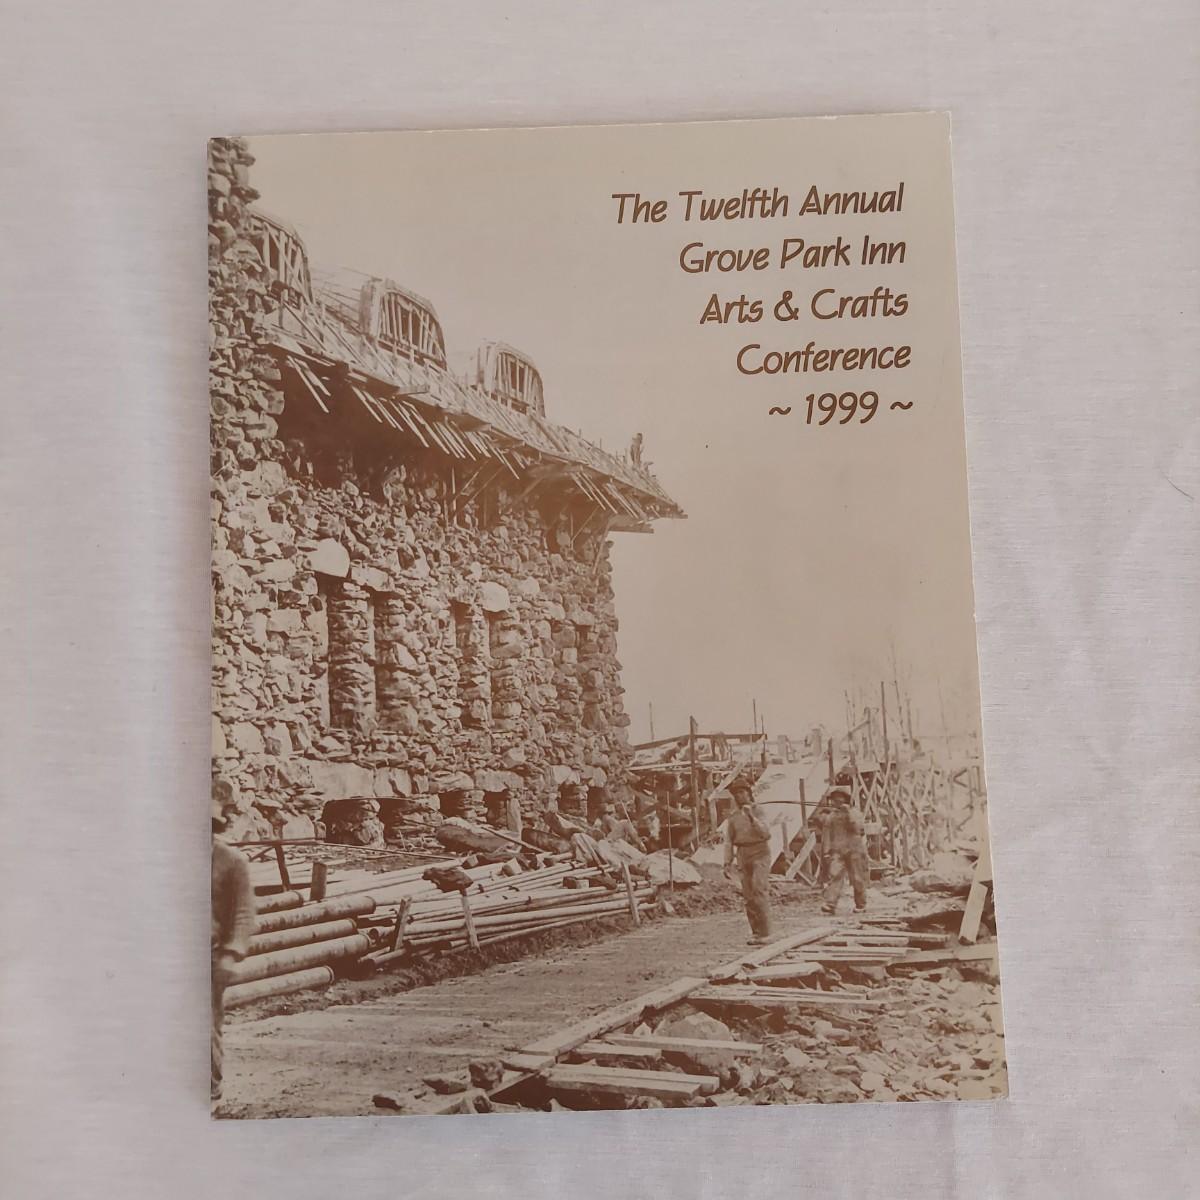 The Twelfth Annual
Grove Park Inn
Arts & Crafts
Conference
~ 1999 ~